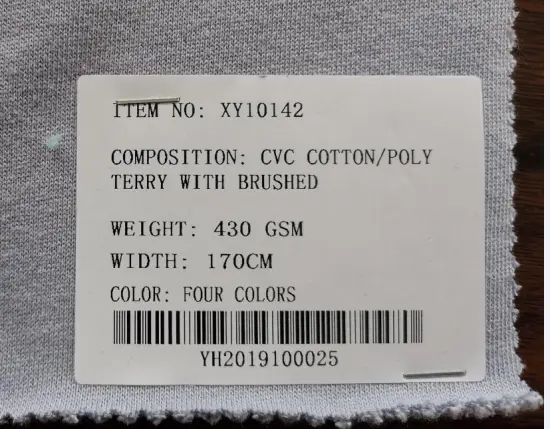 ITEM NO: XY10142
COMPOSITION: CVC COTTON/POLY
TERRY WITH BRUSHED
WEIGHT: 430 GSM
WIDTH: 170CM
COLOR: FOUR COLORS
YH2019100025